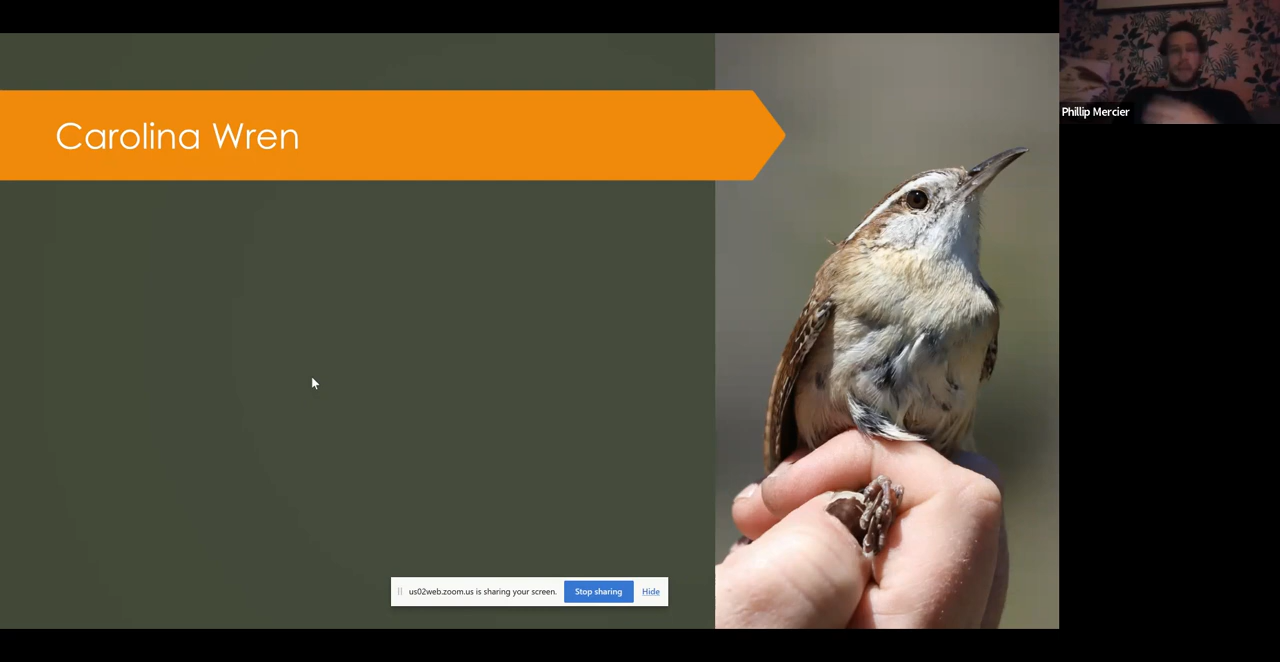 Carolina Wren
Phillip Mercier
us02web.zoom.us is sharing your screen.
Stop sharing
Hide